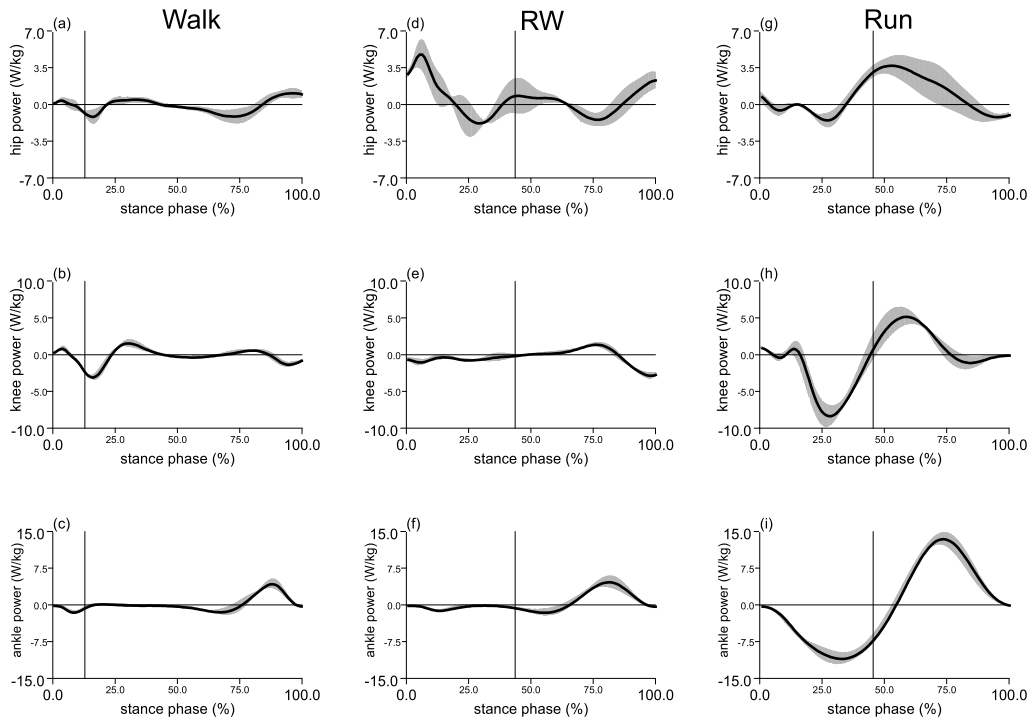 Walk
RW
Run
(a)
(d)
(g)
7.0
3.5
0.0
-3.5
-7.0
hip power (W/kg)
0.0 25.0 50.0 75.0 100.0
stance phase (%)
7.0
3.5
0.0
-3.5
-7.0
hip power (W/kg)
0.0 25.0 50.0 75.0 100.0
stance phase (%)
7.0
3.5
0.0
-3.5
-7.0
hip power (W/kg)
0.0 25.0 50.0 75.0 100.0
stance phase (%)
(b)
(e)
(h)
10.0
5.0
0.0
-5.0
-10.0
knee power (W/kg)
0.0 25.0 50.0 75.0 100.0
stance phase (%)
10.0
5.0
0.0
-5.0
-10.0
knee power (W/kg)
0.0 25.0 50.0 75.0 100.0
stance phase (%)
10.0
5.0
0.0
-5.0
-10.0
knee power (W/kg)
0.0 25.0 50.0 75.0 100.0
stance phase (%)
(c)
(f)
(i)
15.0
7.5
0.0
-7.5
-15.0
ankle power (W/kg)
0.0 25.0 50.0 75.0 100.0
stance phase (%)
15.0
7.5
0.0
-7.5
-15.0
ankle power (W/kg)
0.0 25.0 50.0 75.0 100.0
stance phase (%)
15.0
7.5
0.0
-7.5
-15.0
ankle power (W/kg)
0.0 25.0 50.0 75.0 100.0
stance phase (%)